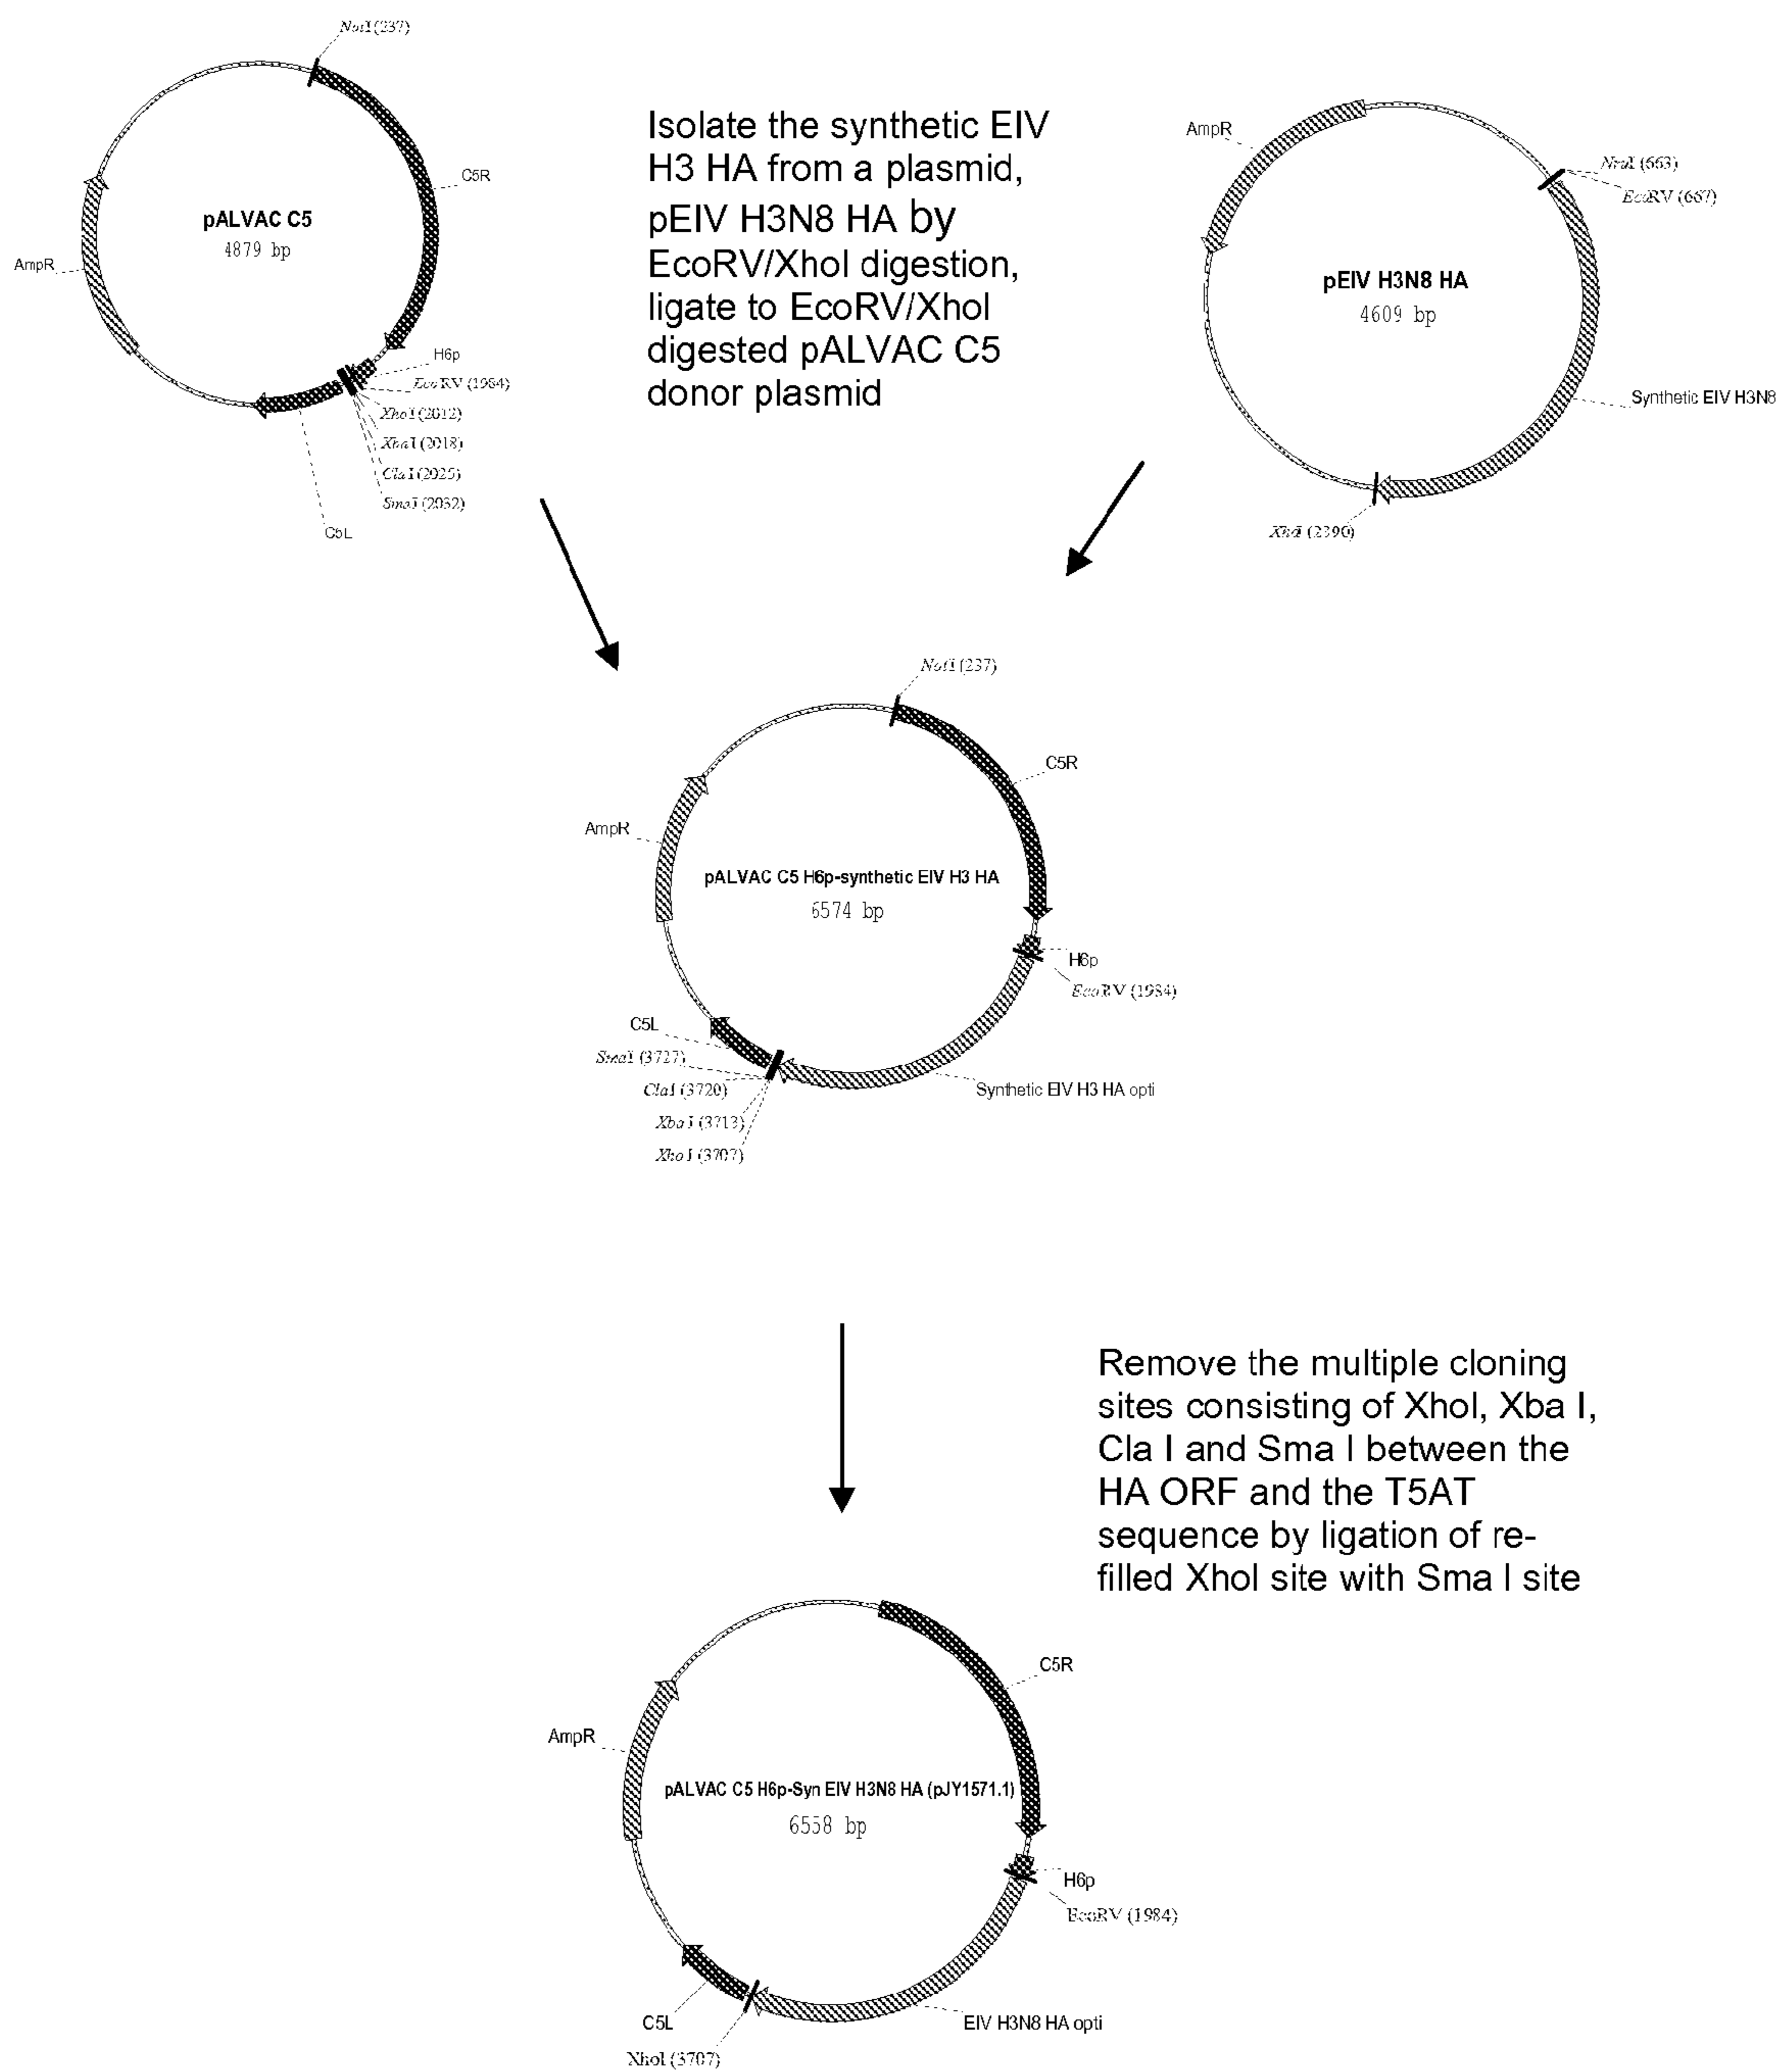 NotI (237)
C5R
pALVAC C5
4879 bp
AmpR
H6p
EcoRV (1984)
XhoI (2012)
XbaI (2018)
ClaI (2025)
SmaI (2032)
C5L
Isolate the synthetic EIV
H3 HA from a plasmid,
pEIV H3N8 HA by
EcoRV/XhoI digestion,
ligate to EcoRV/XhoI
digested pALVAC C5
donor plasmid
AmpR
NruI (663)
EcoRV (667)
pEIV H3N8 HA
4609 bp
Synthetic EIV H3N8
XhoI (2390)
NotI (237)
C5R
AmpR
pALVAC C5 H6p-synthetic EIV H3 HA
6574 bp
H6p
EcoRV (1984)
C5L
SmaI (3727)
ClaI (3720)
Synthetic EIV H3 HA opti
XbaI (3713)
XhoI (3707)
Remove the multiple cloning
sites consisting of XhoI, Xba I,
Cla I and Sma I between the
HA ORF and the T5AT
sequence by ligation of re-
filled XhoI site with Sma I site
C5R
AmpR
pALVAC C5 H6p-Syn EIV H3N8 HA (pJY1571.1)
6558 bp
H6p
EcoRV (1984)
C5L
EIV H3N8 HA opti
XhoI (3707)